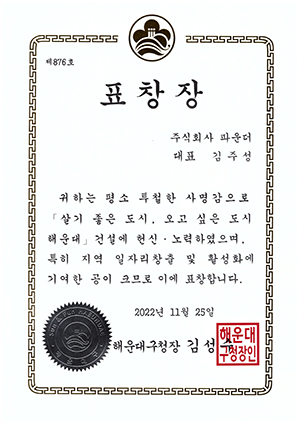 제876호
표창장
주식회사 파운더
대표 김주성
귀하는 평소 투철한 사명감으로
「살기 좋은 도시, 오고 싶은 도시
해운대」건설에 헌신·노력하였으며,
특히 지역 일자리창출 및 활성화에
기여한 공이 크므로 이에 표창합니다.
2022년 11월 25일
해운대구청장 김성
해운대
구청장인